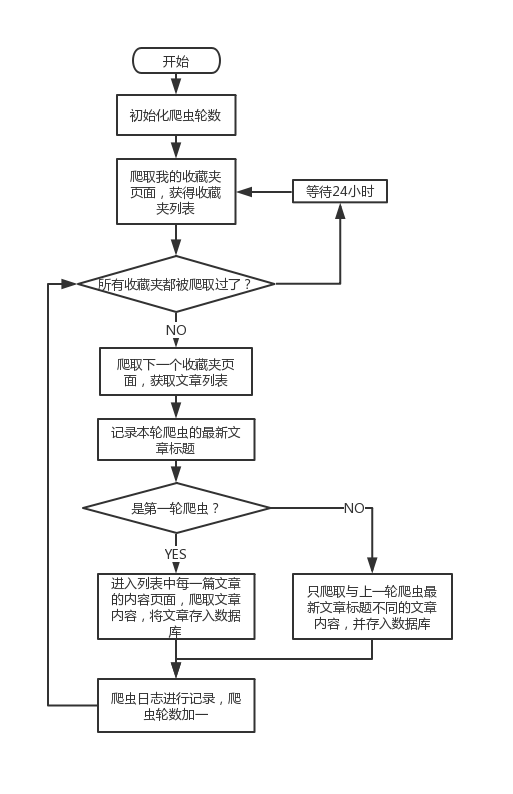 开始
初始化爬虫轮数
爬取我的收藏夹
页面，获得收藏
夹列表
等待24小时
所有收藏夹都被爬取过了？
NO
爬取下一个收藏夹页
面，获取文章列表
记录本轮爬虫的最新文
章标题
是第一轮爬虫？
NO
YES
进入列表中每一篇文章
的内容页面，爬取文章
内容，将文章存入数据
库
只爬取与上一轮爬虫最
新文章标题不同的文章
内容，并存入数据库
爬虫日志进行记录，爬
虫轮数加一